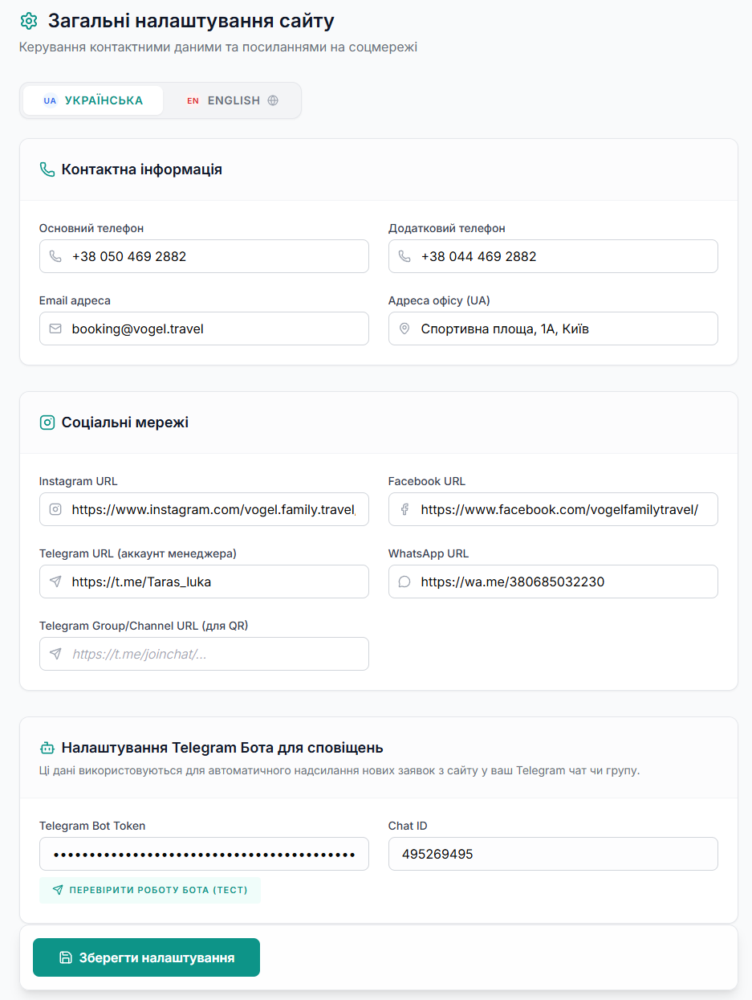 Загальні налаштування сайту
Керування контактними даними та посиланнями на соцмережі
UA УКРАЇНСЬКА EN ENGLISH
Контактна інформація
Основний телефон Додатковий телефон
+38 050 469 2882 +38 044 469 2882
Email адреса Адреса офісу (UA)
booking@vogel.travel Спортивна площа, 1А, Київ
Соціальні мережі
Instagram URL Facebook URL
https://www.instagram.com/vogel.family.travel, https://www.facebook.com/vogelfamilytravel/
Telegram URL (аккаунт менеджера) WhatsApp URL
https://t.me/Taras_luka https://wa.me/380685032230
Telegram Group/Channel URL (для QR)
https://t.me/joinchat/...
Налаштування Telegram Бота для сповіщень
Ці дані використовуються для автоматичного надсилання нових заявок з сайту у ваш Telegram чат чи групу.
Telegram Bot Token Chat ID
495269495
ПЕРЕВІРИТИ РОБОТУ БОТА (ТЕСТ)
Зберегти налаштування